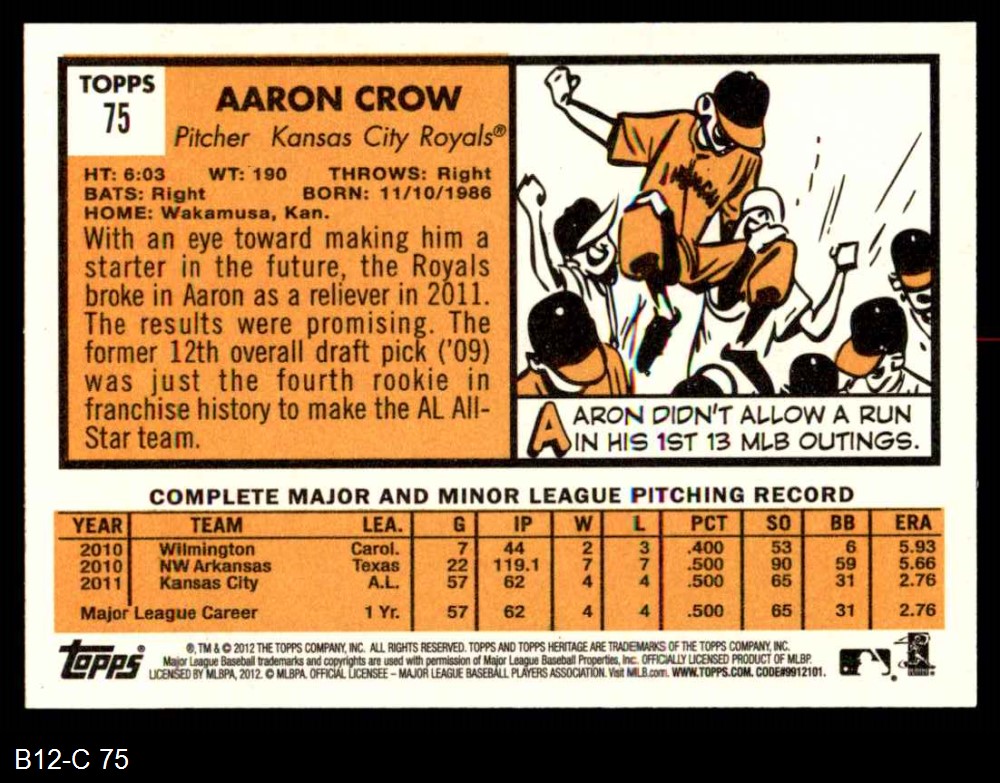 TOPPS
75
AARON CROW
Pitcher Kansas City Royals®
HT: 6:03 WT: 190 THROWS: Right
BATS: Right BORN: 11/10/1986
HOME: Wakamusa, Kan.
With an eye toward making him a
starter in the future, the Royals
broke in Aaron as a reliever in 2011.
The results were promising. The
former 12th overall draft pick ('09)
was just the fourth rookie in
franchise history to make the AL All-
Star team.
AARON DIDN'T ALLOW A RUN
IN HIS 1ST 13 MLB OUTINGS.
COMPLETE MAJOR AND MINOR LEAGUE PITCHING RECORD
YEAR TEAM LEA. G IP W L PCT SO BB ERA
2010 Wilmington Carol. 7 44 2 3 .400 53 6 5.93
2010 NW Arkansas Texas 22 119.1 7 7 .500 90 59 5.66
2011 Kansas City A.L. 57 62 4 4 .500 65 31 2.76
Major League Career 1 Yr. 57 62 4 4 .500 65 31 2.76
Topps®
®, TM & © 2012 THE TOPPS COMPANY, INC. ALL RIGHTS RESERVED. TOPPS AND TOPPS HERITAGE ARE TRADEMARKS OF THE TOPPS COMPANY, INC.
Major League Baseball trademarks and copyrights are used with permission of Major League Baseball Properties, Inc. OFFICIALLY LICENSED PRODUCT OF MLBP.
LICENSED BY MLBPA, 2012. © MLBPA. OFFICIAL LICENSEE – MAJOR LEAGUE BASEBALL PLAYERS ASSOCIATION. Visit MLB.com. WWW.TOPPS.COM. CODE#9912101.
B12-C 75